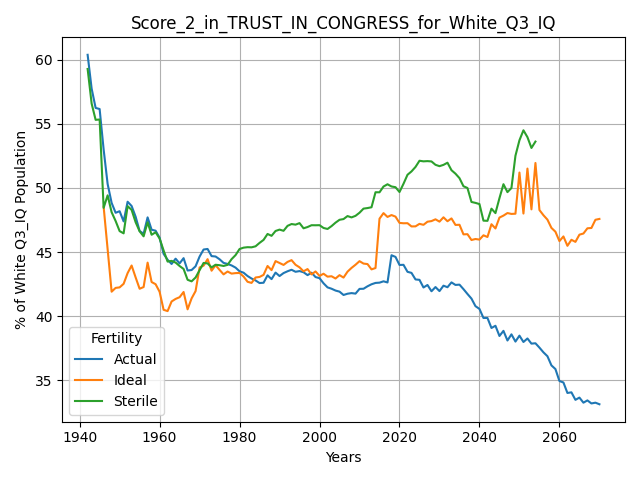 Score_2_in_TRUST_IN_CONGRESS_for_White_Q3_IQ
% of White Q3_IQ Population
60
55
50
45
40
35
Fertility
Actual
Ideal
Sterile
1940 1960 1980 2000 2020 2040 2060
Years